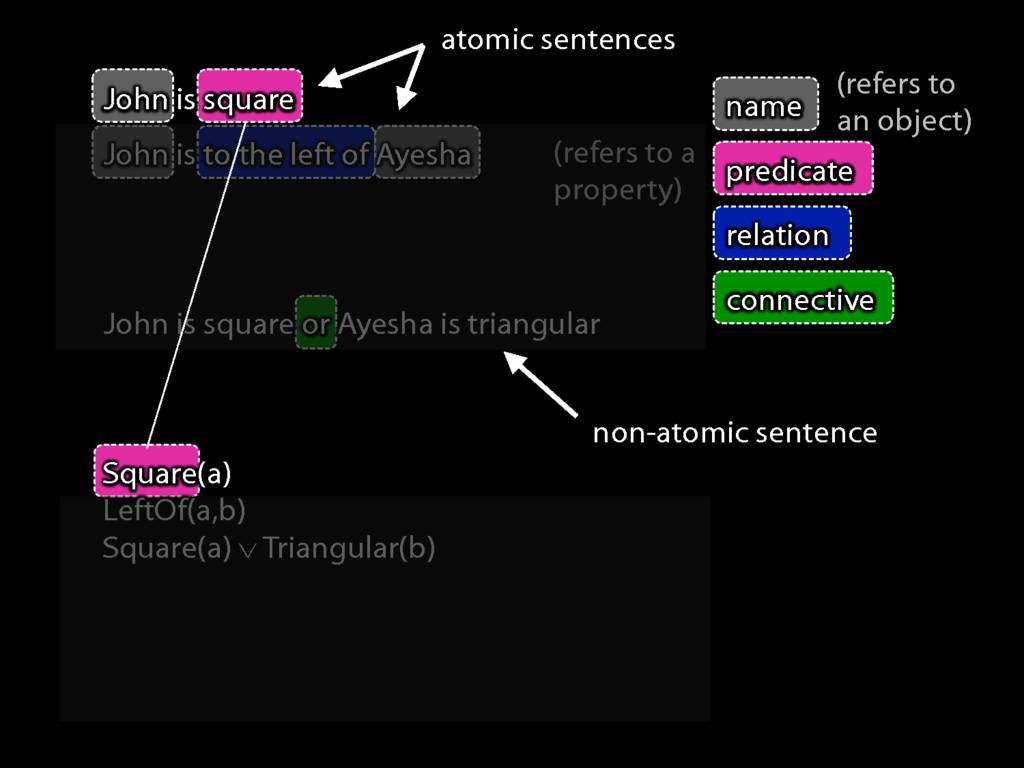 atomic sentences
John is square
name
(refers to
an object)
John is to the left of Ayesha
(refers to a
property)
predicate
relation
connective
John is square or Ayesha is triangular
non-atomic sentence
Square(a)
LeftOf(a,b)
Square(a) ∨ Triangular(b)